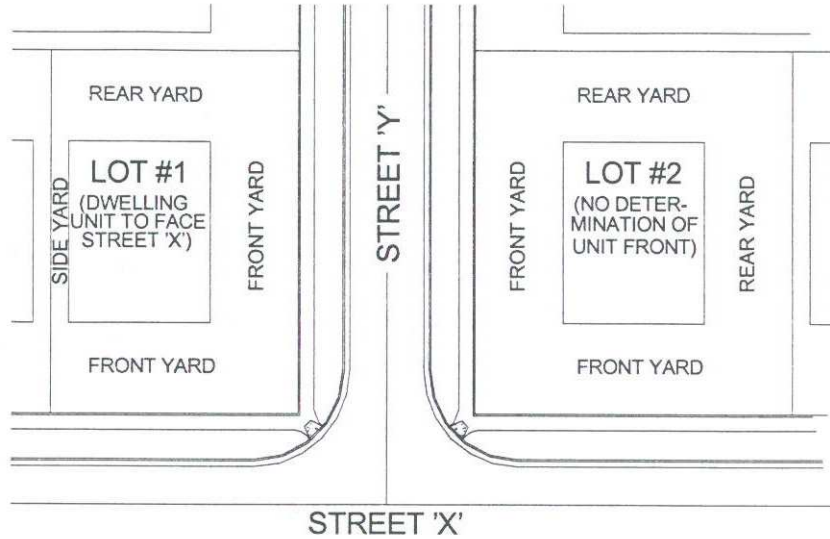 REAR YARD
LOT #1
(DWELLING
UNIT TO FACE
STREET 'X')
SIDE YARD
FRONT YARD
FRONT YARD
STREET 'Y'
REAR YARD
LOT #2
(NO DETER-
MINATION OF
UNIT FRONT)
FRONT YARD
REAR YARD
FRONT YARD
STREET 'X'